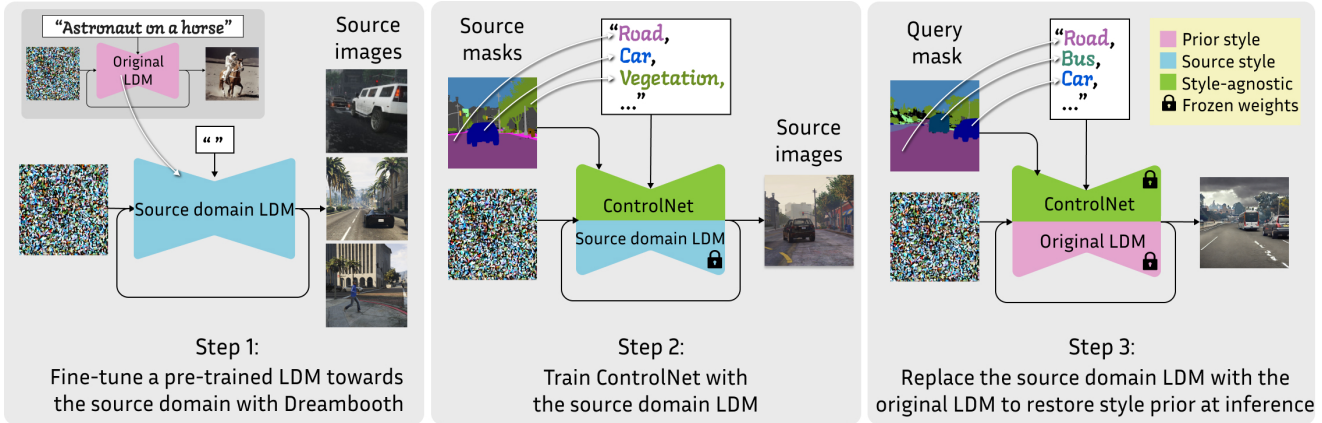 “Astronaut on a horse”
Original
LDM
Source
images
“ ”
Source domain LDM
Step 1:
Fine-tune a pre-trained LDM towards
the source domain with Dreambooth
Source
masks
“Road,
Car,
Vegetation,
...”
ControlNet
Source domain LDM
Source
images
Step 2:
Train ControlNet with
the source domain LDM
Query
mask
“Road,
Bus,
Car,
...”
Prior style
Source style
Style-agnostic
Frozen weights
ControlNet
Original LDM
Step 3:
Replace the source domain LDM with the
original LDM to restore style prior at inference